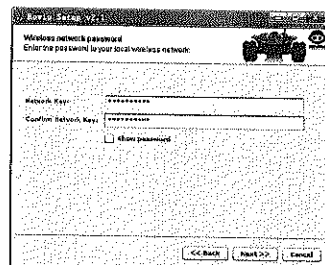 Wireless network password
Enter the password to your local wireless network.
Network Key:
**********
Confirm Network Key:
**********
Show password
<< Back
Next >>
Cancel